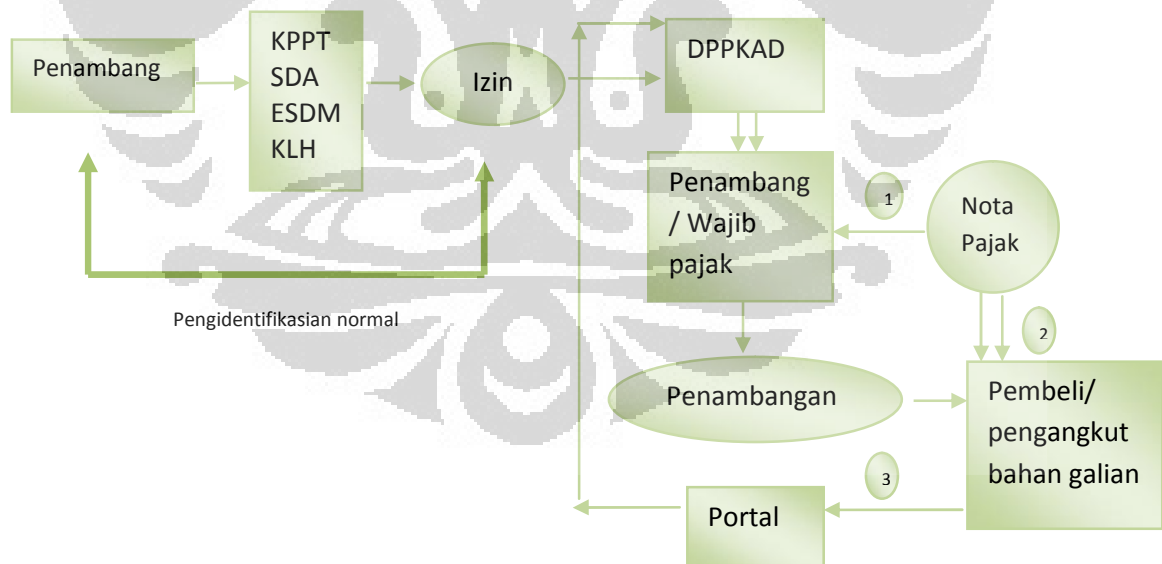 Penambang
KPPT
SDA
ESDM
KLH
Izin
DPPKAD
Penambang
/ Wajib
pajak
1
Nota
Pajak
Pengidentifikasian normal
2
Penambangan
Pembeli/
pengangkut
bahan galian
3
Portal